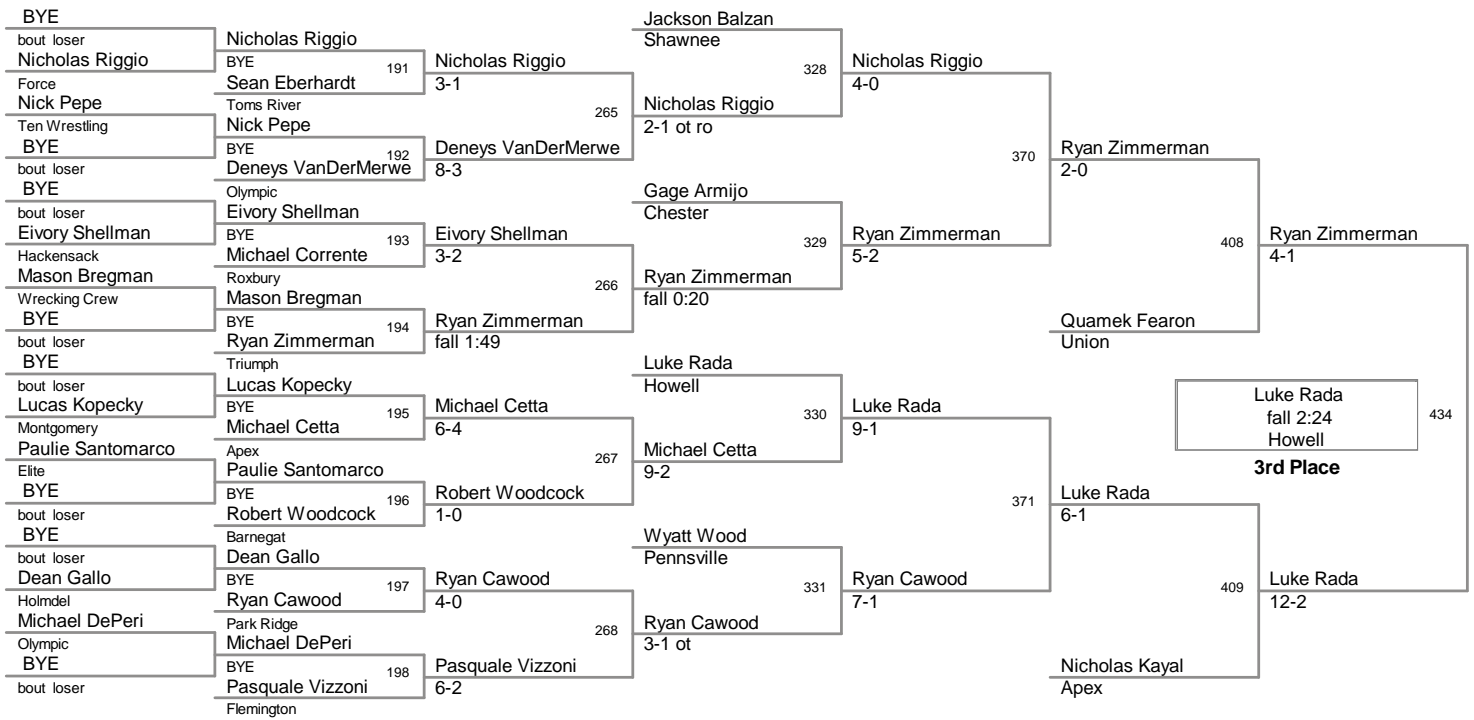 BYE
bout loser
Nicholas Riggio
Force
Nick Pepe
Ten Wrestling
BYE
bout loser
BYE
bout loser
Eivory Shellman
Hackensack
Mason Bregman
Wrecking Crew
BYE
bout loser
BYE
bout loser
Lucas Kopecky
Montgomery
Paulie Santomarco
Elite
BYE
bout loser
BYE
bout loser
Dean Gallo
Holmdel
Michael DePeri
Olympic
BYE
bout loser
Nicholas Riggio
BYE
191
Sean Eberhardt
Toms River
Nick Pepe
BYE
192
Deneys VanDerMerwe
Olympic
Eivory Shellman
BYE
193
Michael Corrente
Roxbury
Mason Bregman
BYE
194
Ryan Zimmerman
Triumph
Lucas Kopecky
BYE
195
Michael Cetta
Apex
Paulie Santomarco
BYE
196
Robert Woodcock
Barnegat
Dean Gallo
BYE
197
Ryan Cawood
Park Ridge
Michael DePeri
BYE
198
Pasquale Vizzoni
Flemington
Nicholas Riggio
3-1
265
Deneys VanDerMerwe
8-3
Eivory Shellman
3-2
266
Ryan Zimmerman
fall 1:49
Michael Cetta
6-4
267
Robert Woodcock
1-0
Ryan Cawood
4-0
268
Pasquale Vizzoni
6-2
Jackson Balzan
Shawnee
328
Nicholas Riggio
2-1 ot ro
Gage Armijo
Chester
329
Ryan Zimmerman
fall 0:20
Luke Rada
Howell
330
Michael Cetta
9-2
Wyatt Wood
Pennsville
331
Ryan Cawood
3-1 ot
Nicholas Riggio
4-0
370
Ryan Zimmerman
5-2
Luke Rada
9-1
371
Ryan Cawood
7-1
Ryan Zimmerman
2-0
408
Quamek Fearon
Union
Luke Rada
6-1
409
Nicholas Kayal
Apex
Ryan Zimmerman
4-1
Luke Rada
fall 2:24
Howell
434
3rd Place
Luke Rada
12-2